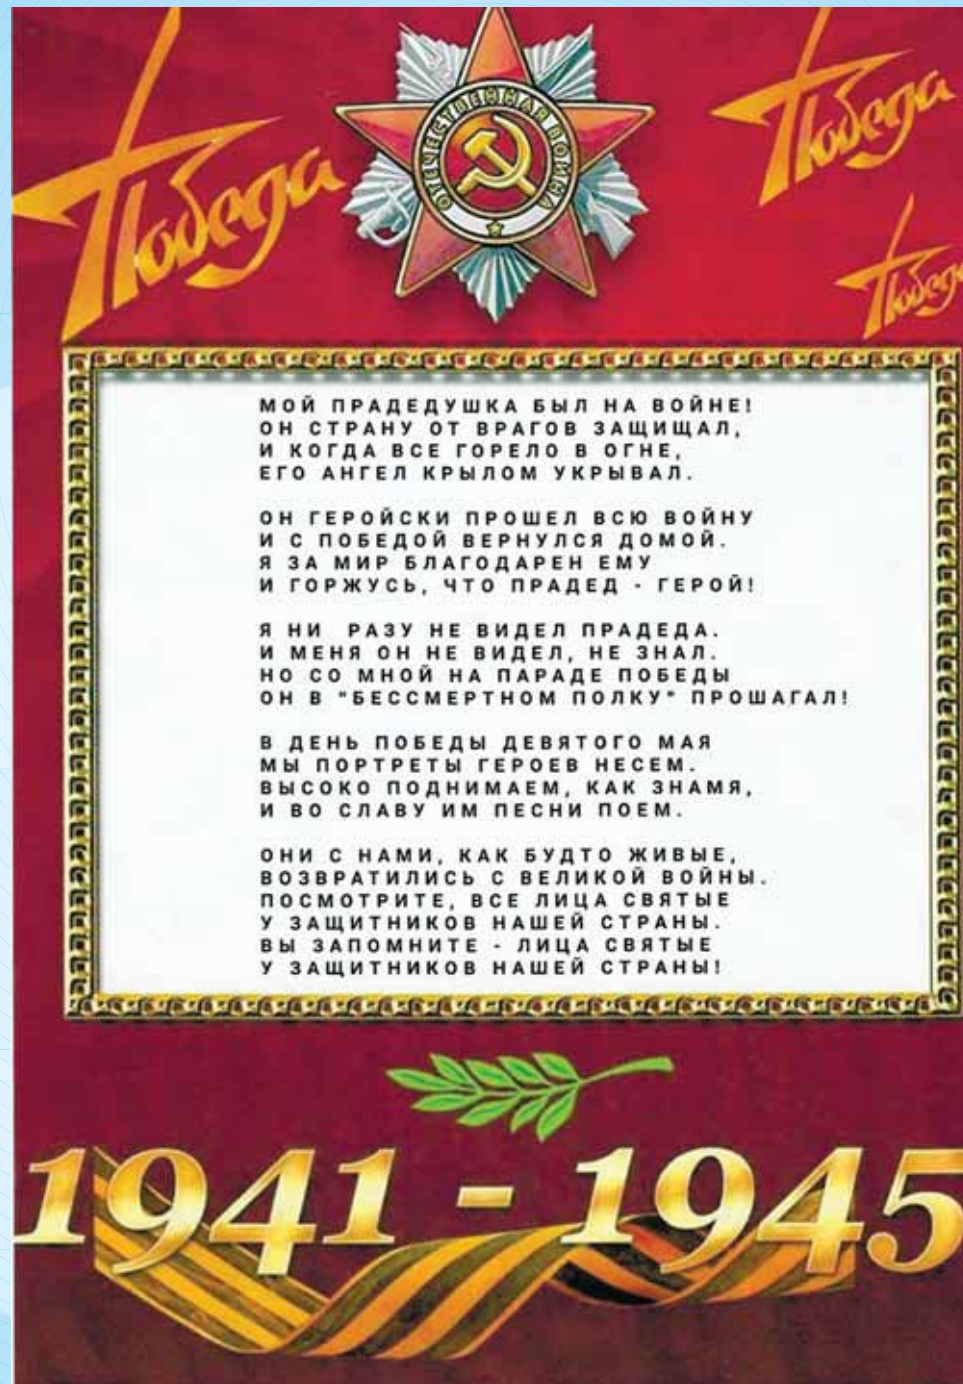 Победа
ОТЕЧЕСТВЕННАЯ ВОЙНА
Победа
Победа
МОЙ ПРАДЕДУШКА БЫЛ НА ВОЙНЕ!
ОН СТРАНУ ОТ ВРАГОВ ЗАЩИЩАЛ,
И КОГДА ВСЕ ГОРЕЛО В ОГНЕ,
ЕГО АНГЕЛ КРЫЛОМ УКРЫВАЛ.
ОН ГЕРОЙСКИ ПРОШЕЛ ВСЮ ВОЙНУ
И С ПОБЕДОЙ ВЕРНУЛСЯ ДОМОЙ.
Я ЗА МИР БЛАГОДАРЕН ЕМУ
И ГОРЖУСЬ, ЧТО ПРАДЕД - ГЕРОЙ!
Я НИ РАЗУ НЕ ВИДЕЛ ПРАДЕДА.
И МЕНЯ ОН НЕ ВИДЕЛ, НЕ ЗНАЛ.
НО СО МНОЙ НА ПАРАДЕ ПОБЕДЫ
ОН В "БЕССМЕРТНОМ ПОЛКУ" ПРОШАГАЛ!
В ДЕНЬ ПОБЕДЫ ДЕВЯТОГО МАЯ
МЫ ПОРТРЕТЫ ГЕРОЕВ НЕСЕМ.
ВЫСОКО ПОДНИМАЕМ, КАК ЗНАМЯ,
И ВО СЛАВУ ИМ ПЕСНИ ПОЕМ.
ОНИ С НАМИ, КАК БУДТО ЖИВЫЕ,
ВОЗВРАТИЛИСЬ С ВЕЛИКОЙ ВОЙНЫ.
ПОСМОТРИТЕ, ВСЕ ЛИЦА СВЯТЫЕ
У ЗАЩИТНИКОВ НАШЕЙ СТРАНЫ.
ВЫ ЗАПОМНИТЕ - ЛИЦА СВЯТЫЕ
У ЗАЩИТНИКОВ НАШЕЙ СТРАНЫ!
1941 - 1945